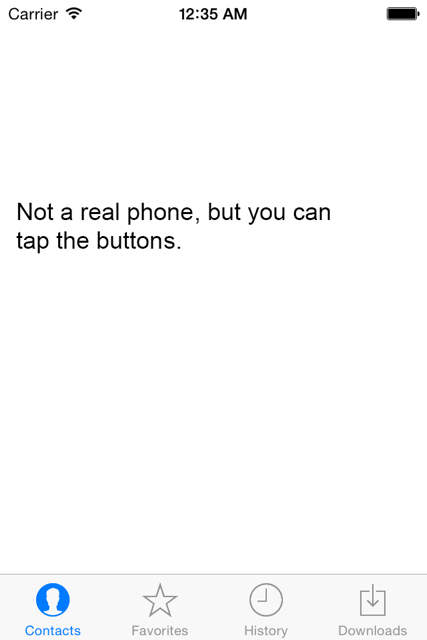 Carrier 12:35 AM
Not a real phone, but you can
tap the buttons.
Contacts Favorites History Downloads